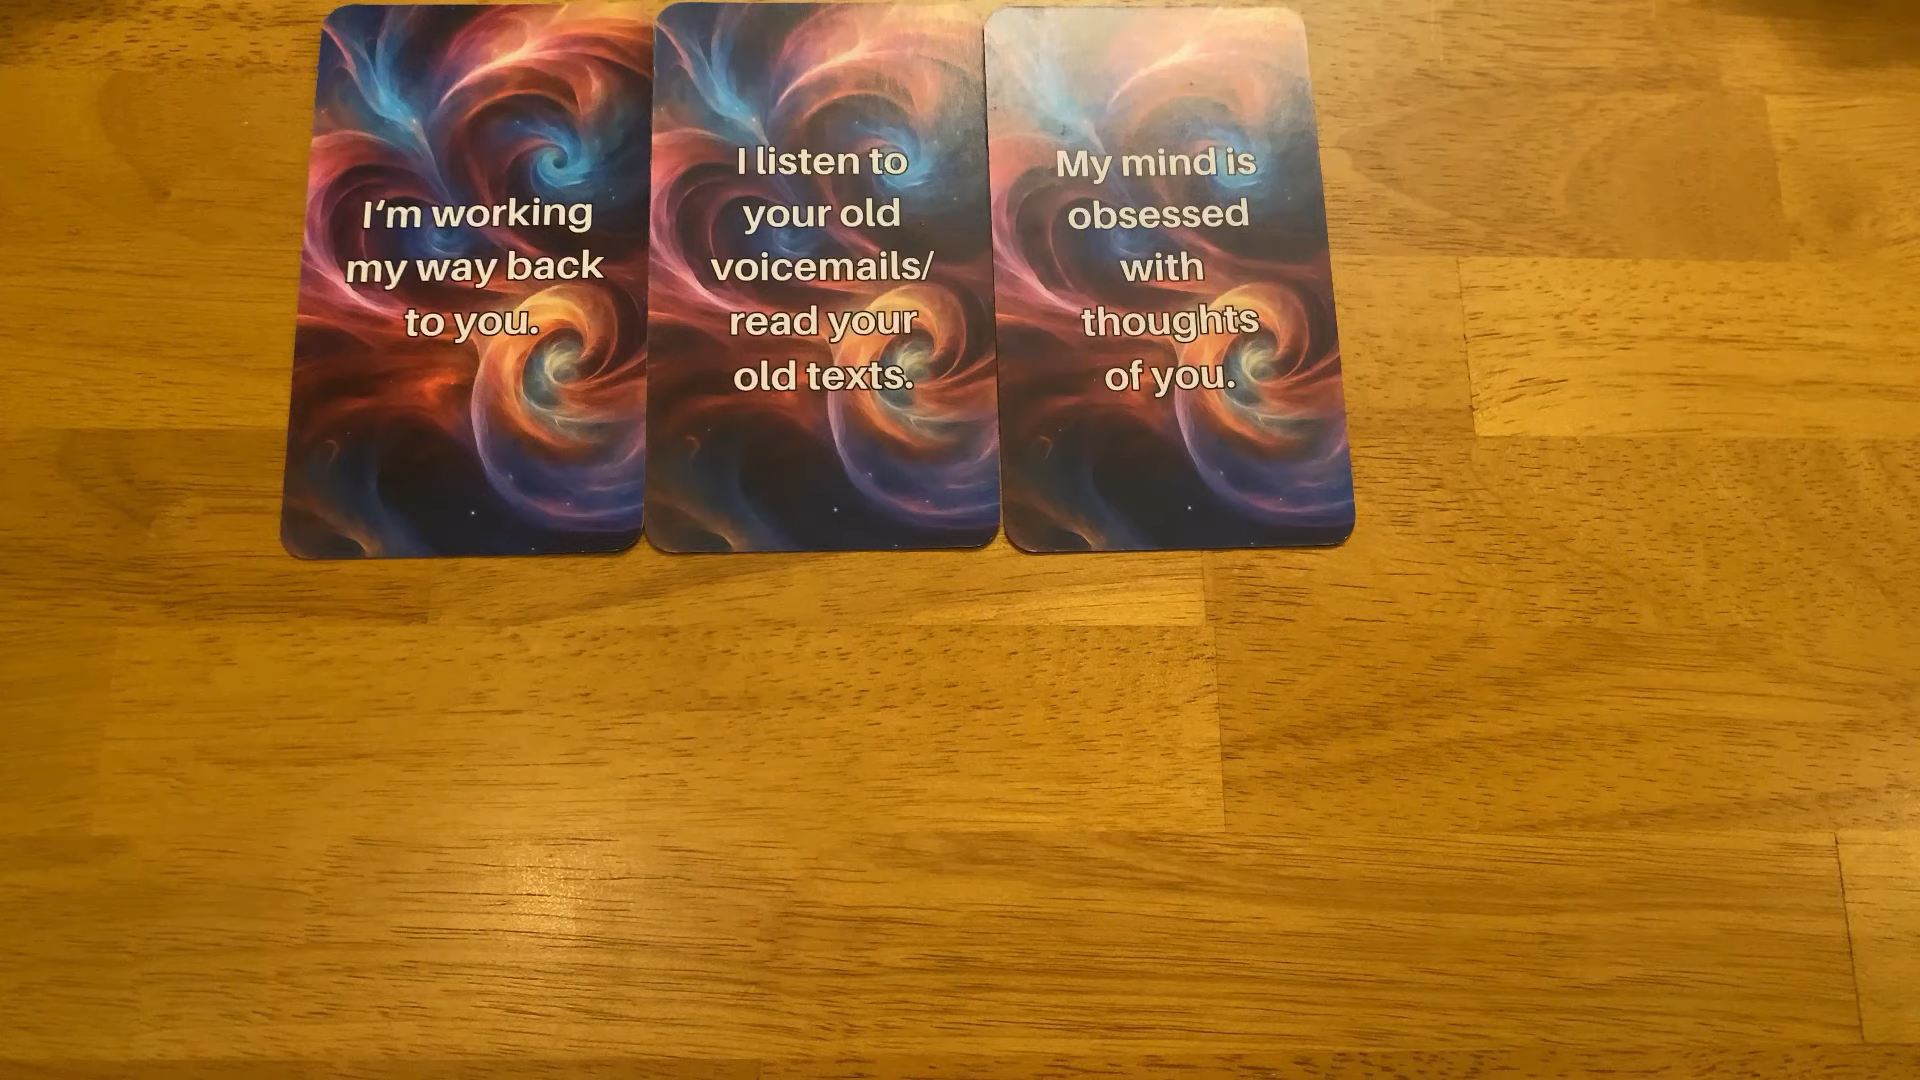 I'm working
my way back
to you.
I listen to
your old
voicemails/
read your
old texts.
My mind is
obsessed
with
thoughts
of you.